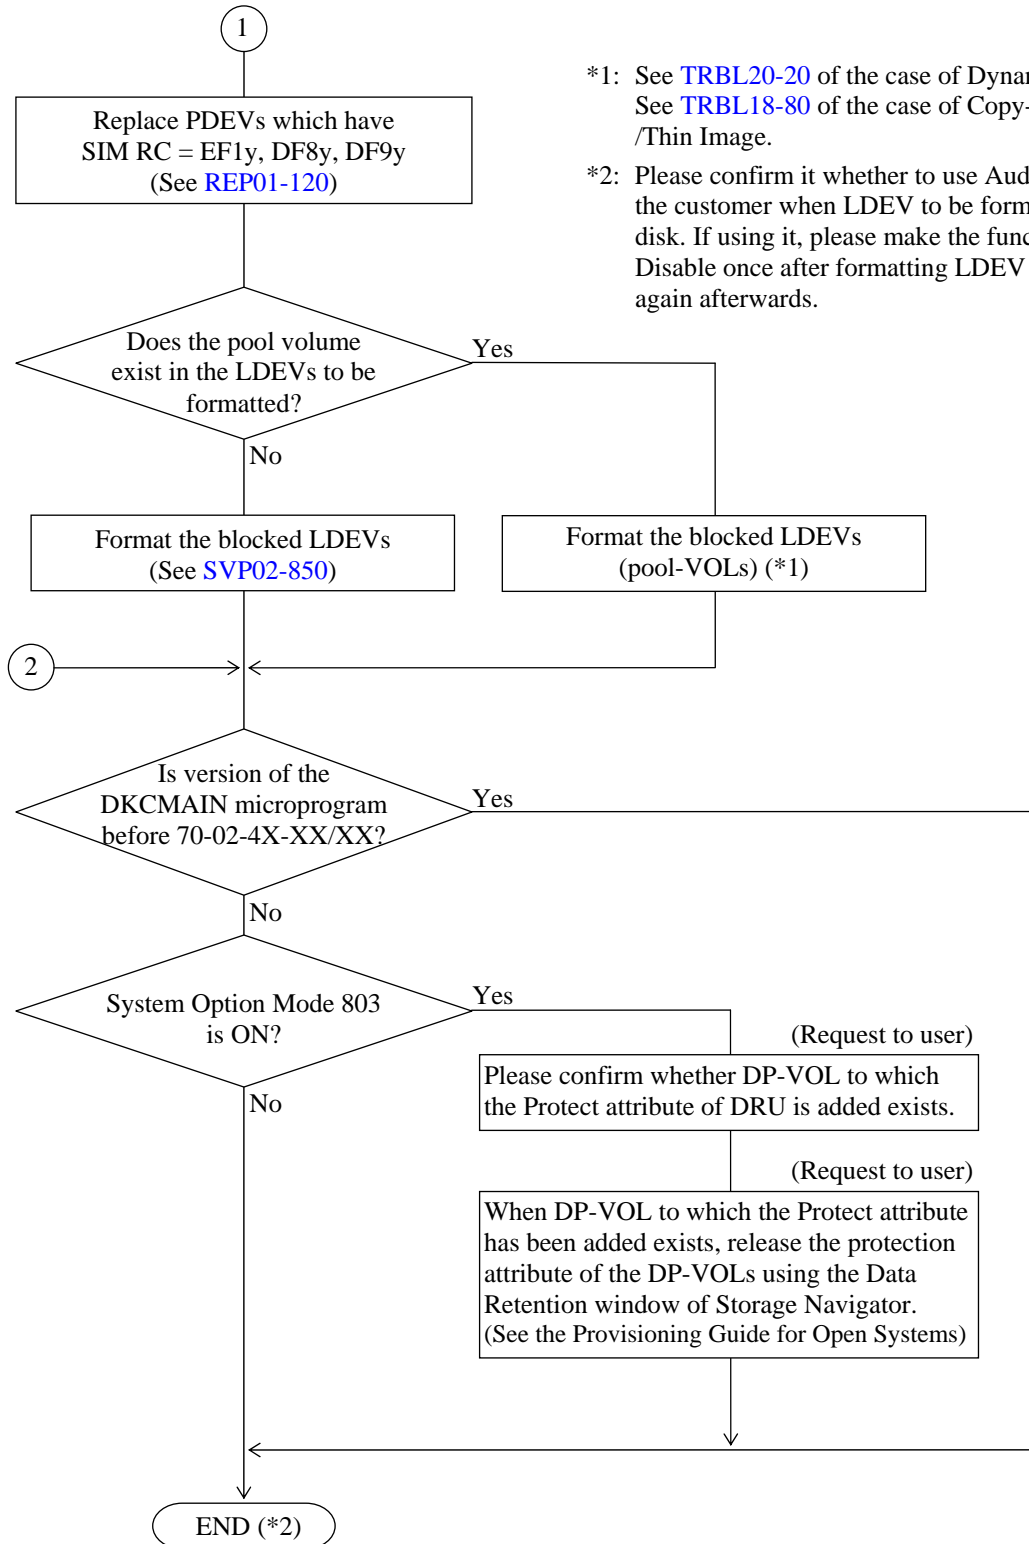 1
*1: See TRBL20-20 of the case of
See TRBL18-80 of the case of
/Thin Image.
*2: Please confirm it whether to use
the customer when LDEV to be
disk. If using it, please make the
Disable once after formatting LDEV
again afterwards.
Replace PDEVs which have
SIM RC = EF1y, DF8y, DF9y
(See REP01-120)
Does the pool volume
exist in the LDEVs to be
formatted?
Yes
No
Format the blocked LDEVs
(See SVP02-850)
Format the blocked LDEVs
(pool-VOLs) (*1)
2
Is version of the
DKCMAIN microprogram
before 70-02-4X-XX/XX?
Yes
No
System Option Mode 803
is ON?
Yes
No
(Request to user)
Please confirm whether DP-VOL to which
the Protect attribute of DRU is added exists.
(Request to user)
When DP-VOL to which the Protect attribute
has been added exists, release the protection
attribute of the DP-VOLs using the Data
Retention window of Storage Navigator.
(See the Provisioning Guide for Open Systems)
END (*2)